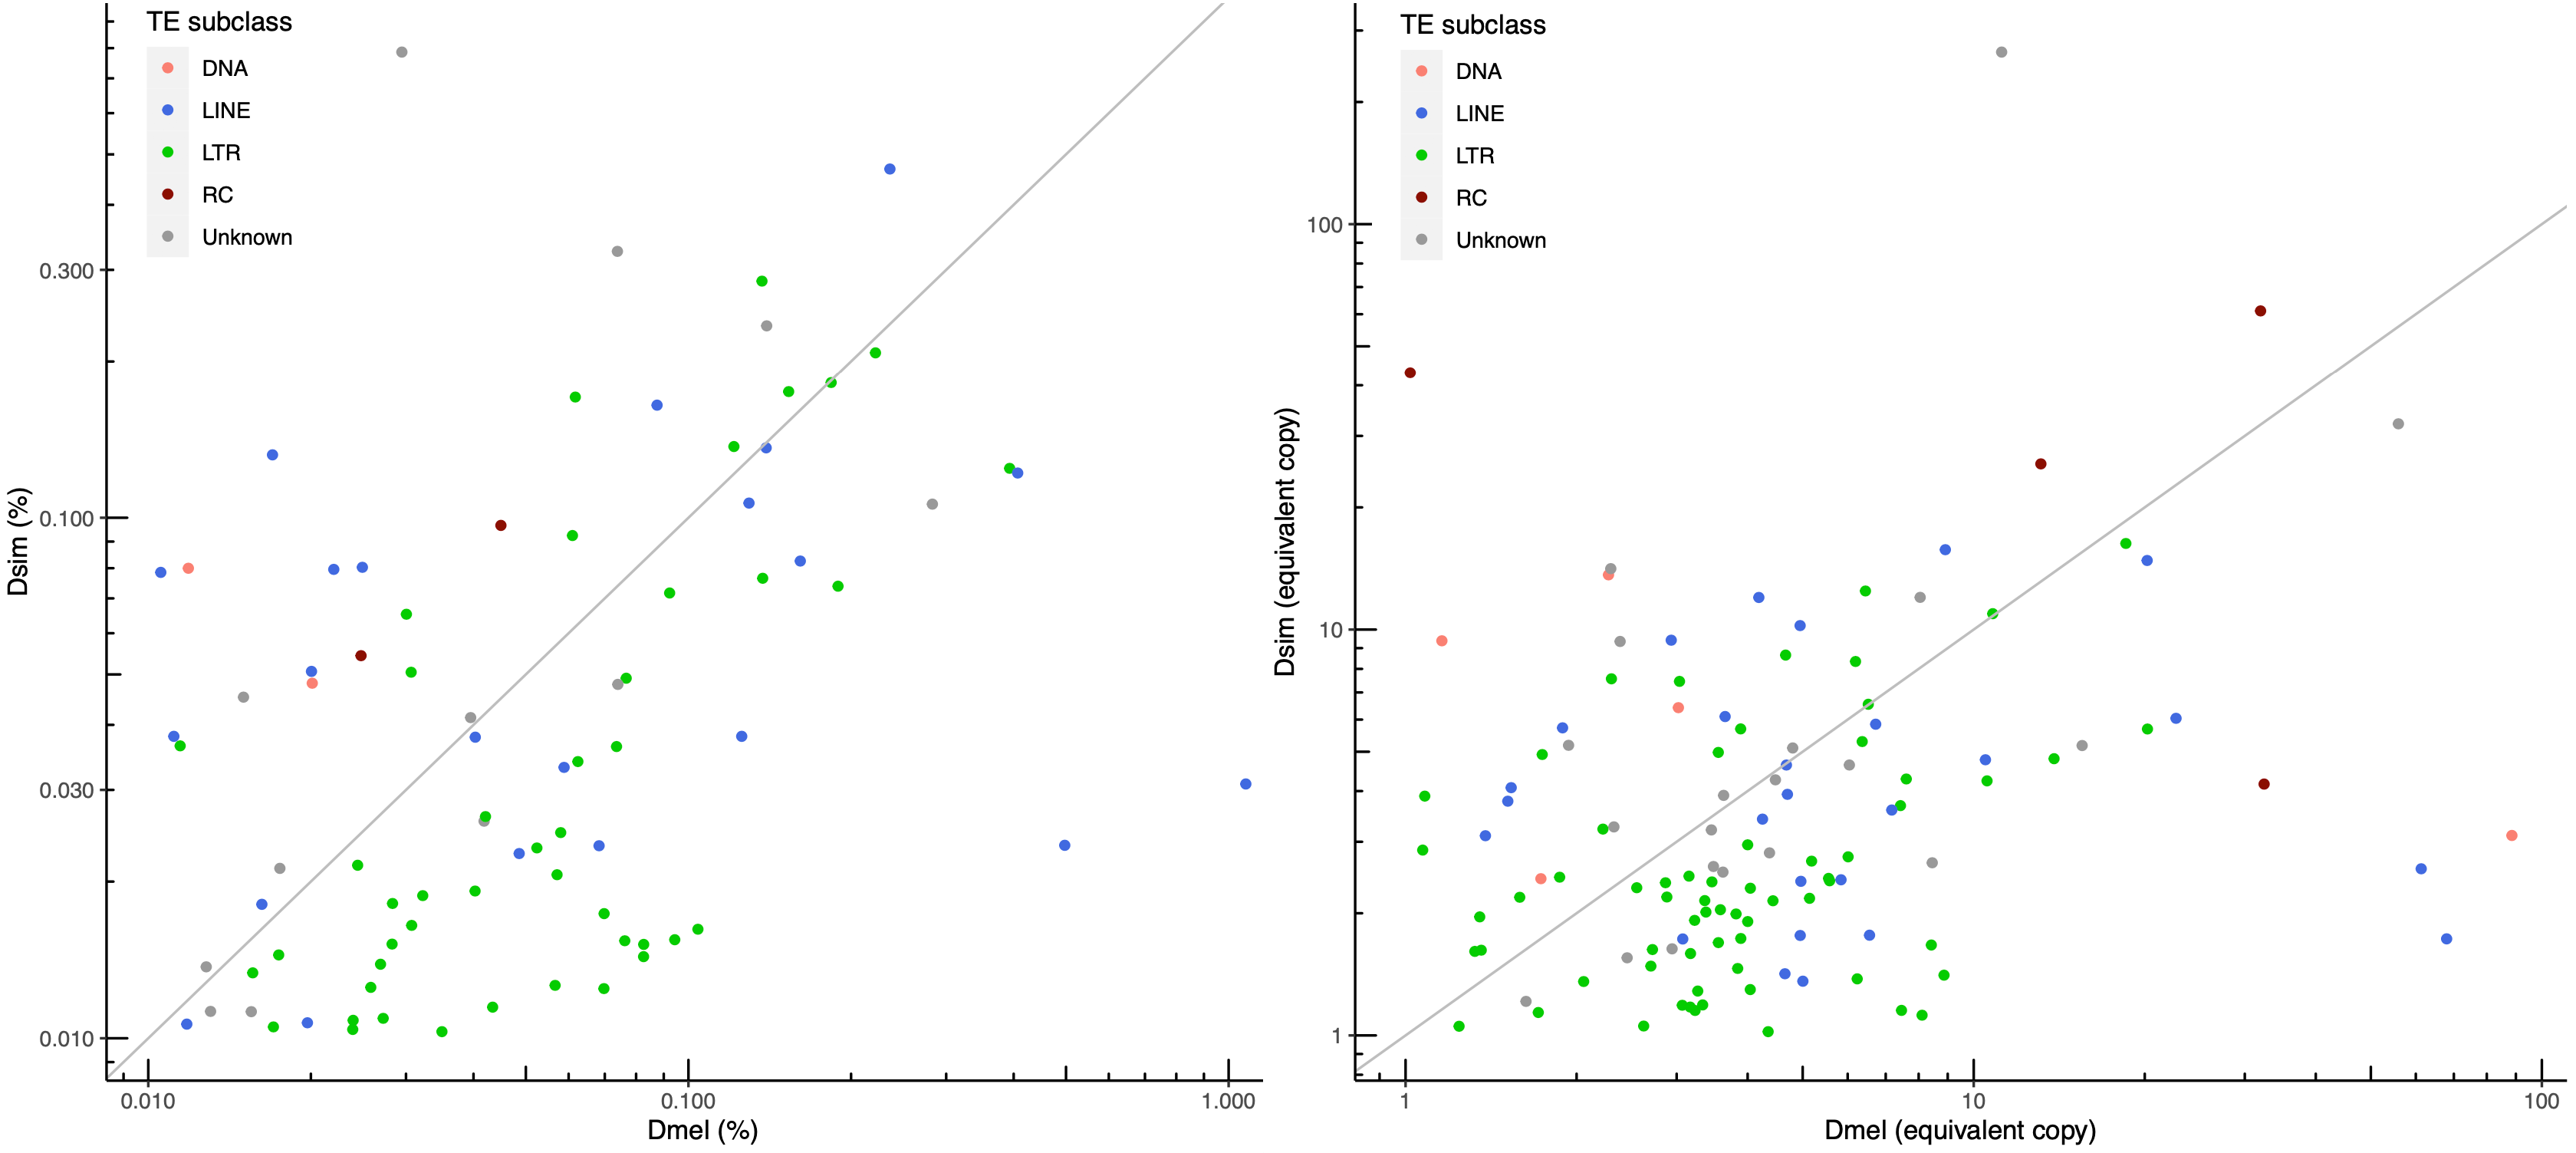 TE subclass
DNA
LINE
LTR
RC
Unknown
0.300
0.100
0.030
0.010
Dsim (%)
0.010
0.100
1.000
Dmel (%)
TE subclass
DNA
LINE
LTR
RC
Unknown
100
10
1
Dsim (equivalent copy)
1
10
100
Dmel (equivalent copy)